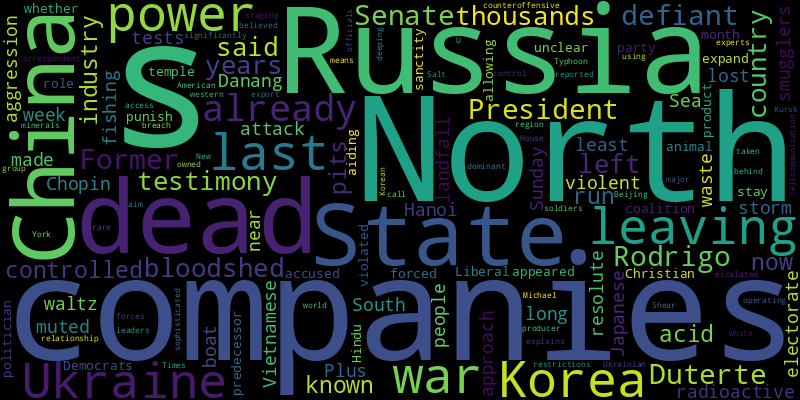 whether
counteroffensive
staging
believed
officials
significantly
U
power
Senate
thousands
defiant
experts
aggression
China
industry
tests
said
S
Russia
means
sanctity
unclear
party
month
deeping
correspondent
temple
years
Salt
Typhoon
allowing
expand
country
smugglers
role
fishing
Danang
American
control
reported
using
lost
access
western
already
President
North
Sea
product
Kursk
week
punish
export
minerals
breach
attack
region
House
least
animal
telecommunication
made
Former
last
pits
aiding
landfall
Sunday
left
taken
behind
group
owned
New
Korean
dominant
major
waste
Chopin
testimony
call
violent
stay
dead
State
Hanoi
soldiers
run
Beijing
coalition
storm
York
rare
aim
near
violated
leaving
controlled
bloodshed
accused
forced
Liberal
appeared
resolute
Rodrigo
now
Christian
escalated
companies
politician
waltz
forces
sophisticated
Vietnamese
world
South
people
Michael
long
Japanese
Shear
operating
electorate
muted
relationship
leaders
boat
predecessor
Hindu
producer
explains
acid
White
Democrats
Times
Plus
approach
restrictions
Ukrainian
Ukraine
known
war
Korea
Duterte
radioactive